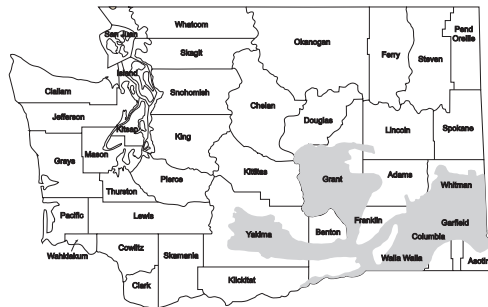 Whatcom
San Juan
Skagit
Okanogan
Ferry
Steven
Pend
Oreille
Island
Clallam
Snohomish
Chelan
Jefferson
Douglas
Kitsap
King
Lincoln
Spokane
Mason
Grays
Pierce
Kittitas
Grant
Adams
Whitman
Thurston
Pacific
Lewis
Yakima
Franklin
Garfield
Columbia
Benton
Wahkiakum
Cowlitz
Skamania
Walla Walla
Asotin
Klickitat
Clark